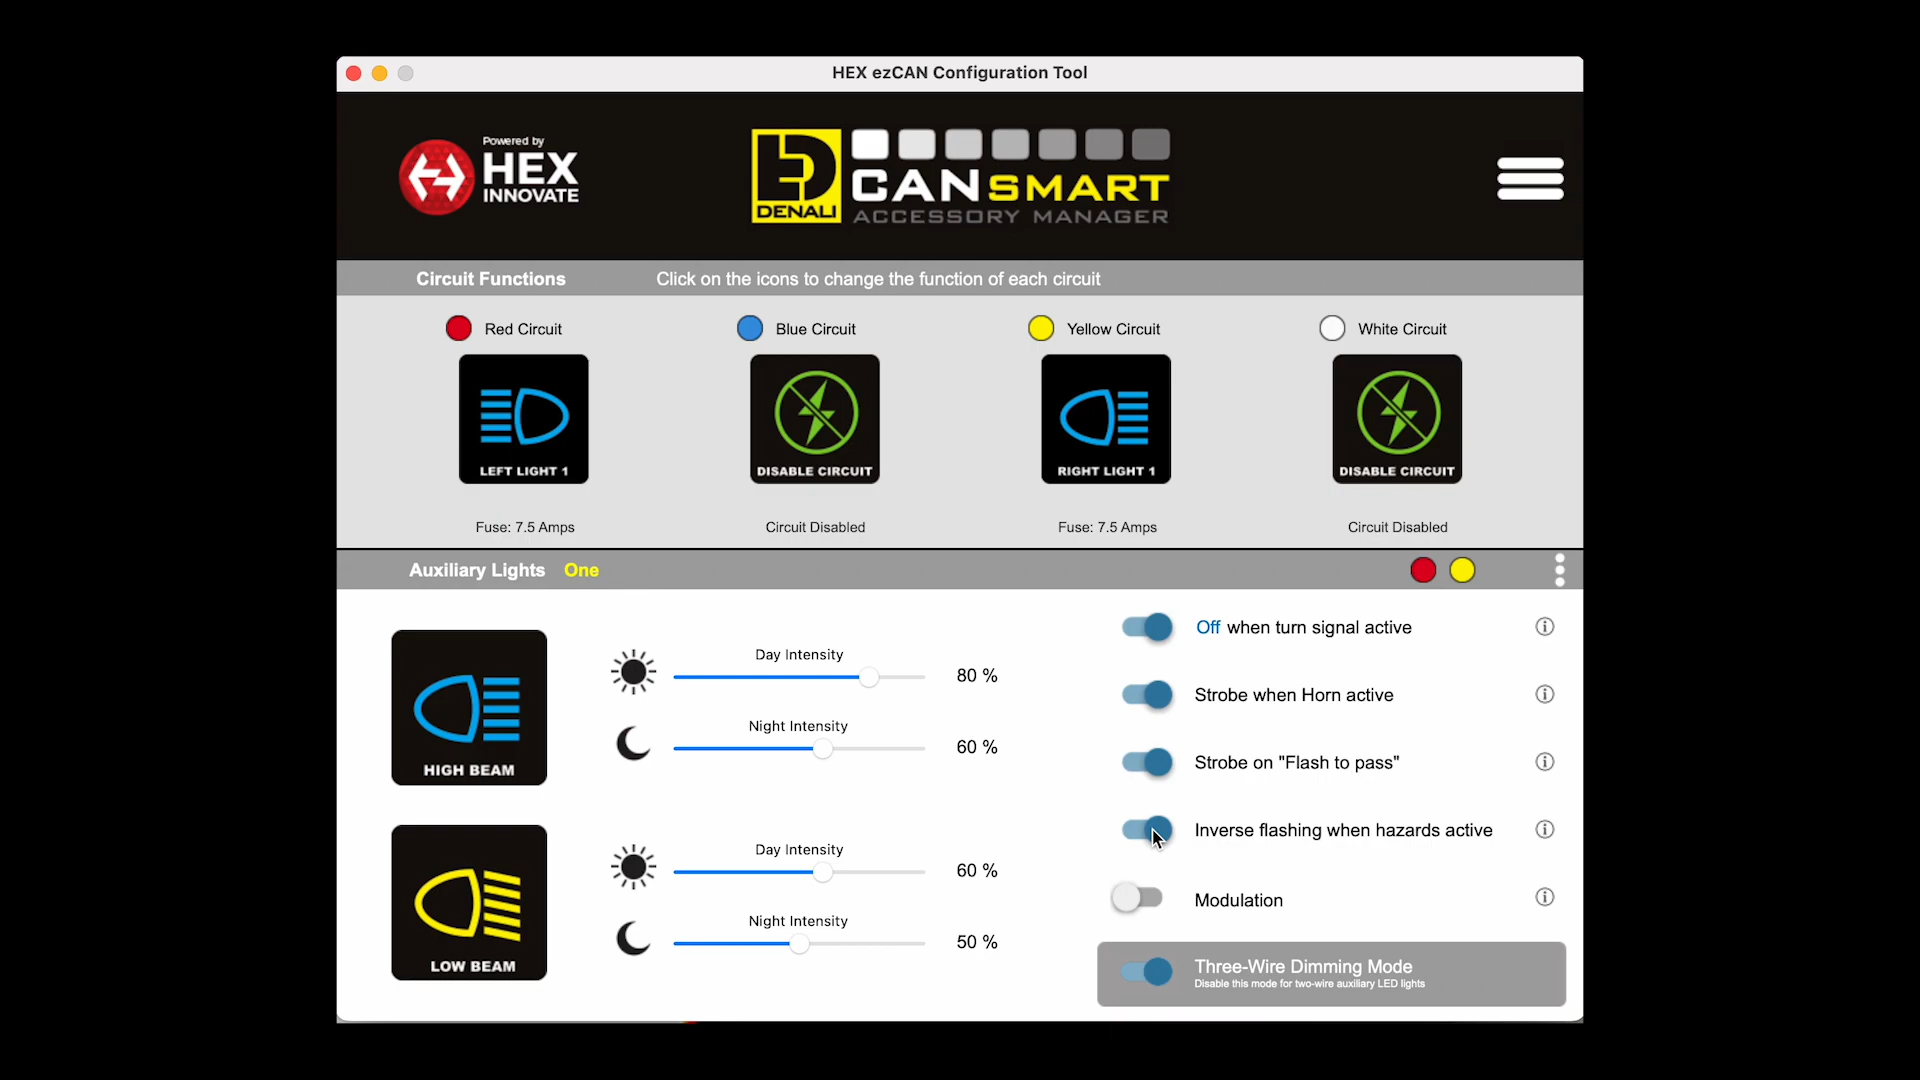 HEX ezCAN Configuration Tool
Powered by
HEX
INNOVATE
DENALI
CANSMART
ACCESSORY MANAGER
Circuit Functions
Click on the icons to change the function of each circuit
Red Circuit
Blue Circuit
Yellow Circuit
White Circuit
LEFT LIGHT 1
DISABLE CIRCUIT
RIGHT LIGHT 1
DISABLE CIRCUIT
Fuse: 7.5 Amps
Circuit Disabled
Fuse: 7.5 Amps
Circuit Disabled
Auxiliary Lights One
HIGH BEAM
Day Intensity
80 %
Night Intensity
60 %
LOW BEAM
Day Intensity
60 %
Night Intensity
50 %
Off when turn signal active
Strobe when Horn active
Strobe on "Flash to pass"
Inverse flashing when hazards active
Modulation
Three-Wire Dimming Mode
Disable this mode for two-wire auxiliary LED lights